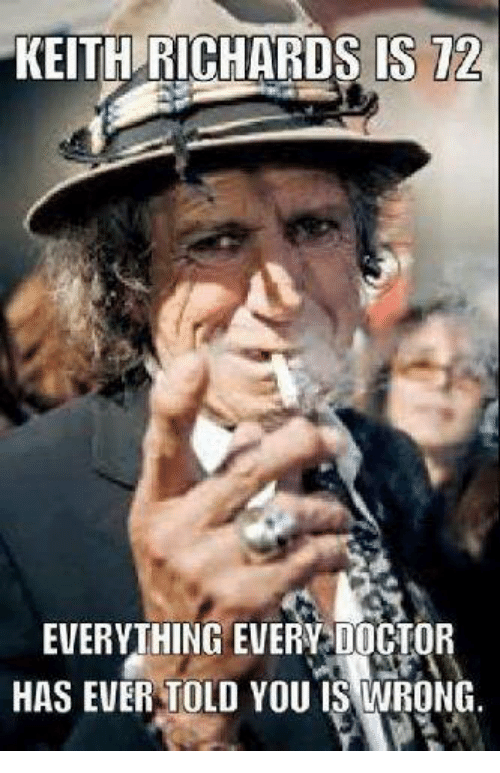 KEITH RICHARDS IS 72
EVERYTHING EVERY DOCTOR
HAS EVER TOLD YOU IS WRONG.